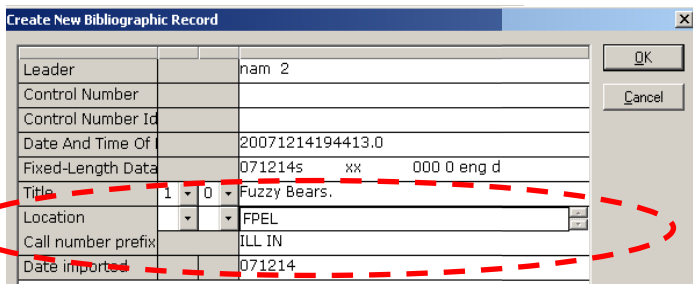 Create New Bibliographic Record
OK
Leader nam 2
Control Number
Cancel
Control Number Id
Date And Time Of 20071214194413.0
Fixed-Length Data 071214s xx 000 0 eng d
Title 1 0 Fuzzy Bears.
Location FPEL
Call number prefix ILL IN
Date imported 071214